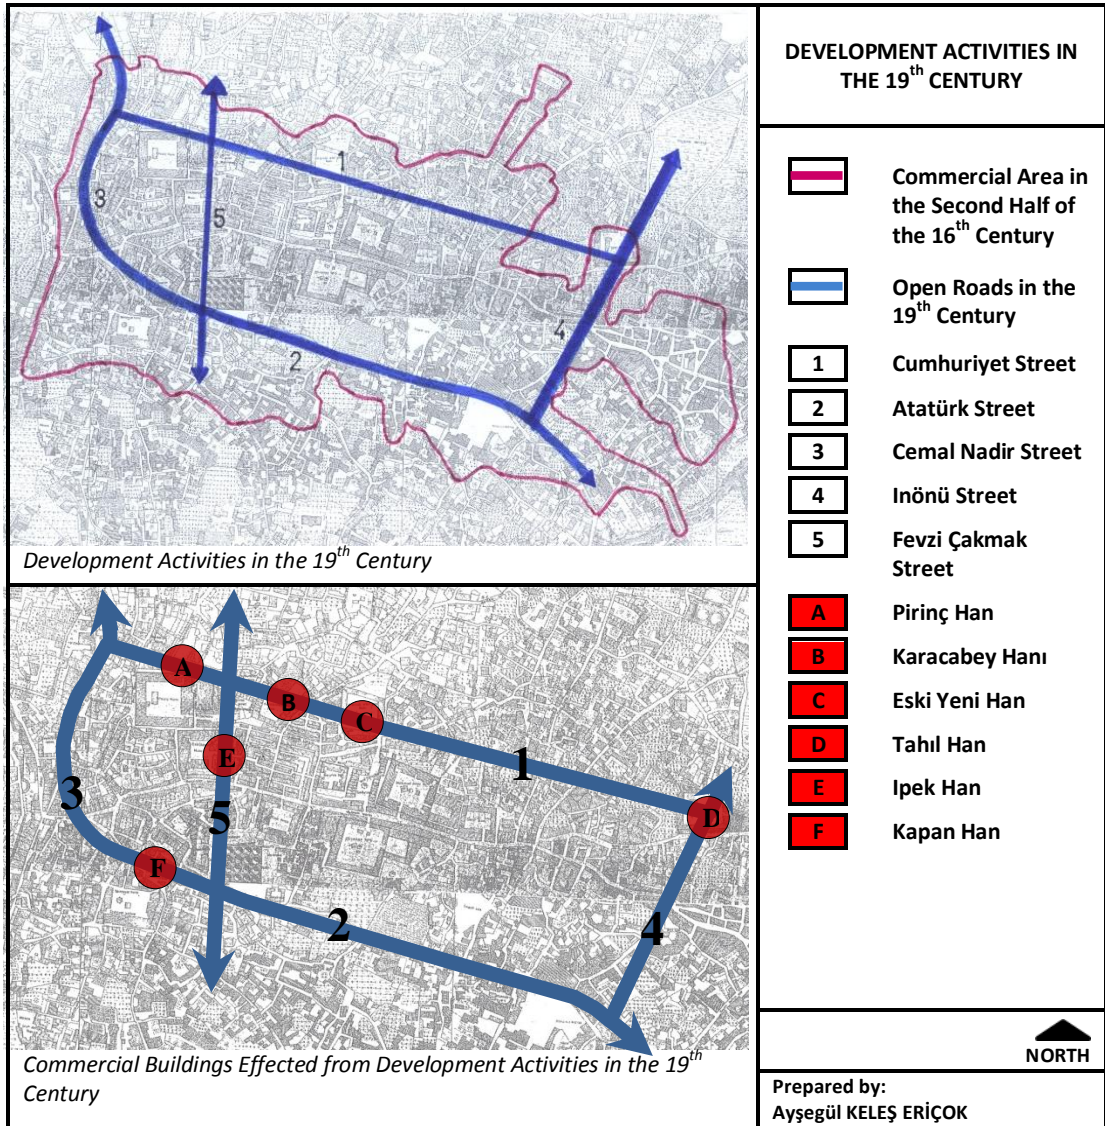 1
3
5
4
2
Development Activities in the 19th Century
A
B
C
E
1
3
5
D
F
2
4
Commercial Buildings Effected from Development Activities in the 19th
Century
DEVELOPMENT ACTIVITIES IN
THE 19th CENTURY
Commercial Area in
the Second Half of
the 16th Century
Open Roads in the
19th Century
1 Cumhuriyet Street
2 Atatürk Street
3 Cemal Nadir Street
4 Inönü Street
5 Fevzi Çakmak
Street
A Pirinç Han
B Karacabey Hanı
C Eski Yeni Han
D Tahıl Han
E Ipek Han
F Kapan Han
NORTH
Prepared by:
Ayşegül KELEŞ ERİÇOK